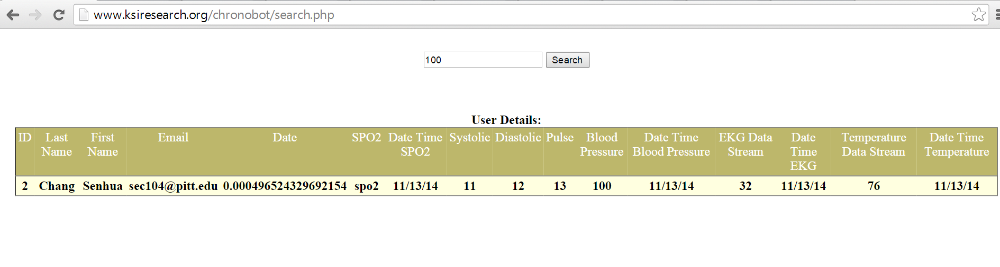 www.ksiresearch.org/chronobot/search.php
100 Search
User Details:
ID Last Name First Name Email Date SPO2 Date Time SPO2 Systolic Diastolic Pulse Blood Pressure Date Time Blood Pressure EKG Data Stream Date Time EKG Temperature Data Stream Date Time Temperature
2 Chang Senhua sec104@pitt.edu 0.000496524329692154 spo2 11/13/14 11 12 13 100 11/13/14 32 11/13/14 76 11/13/14